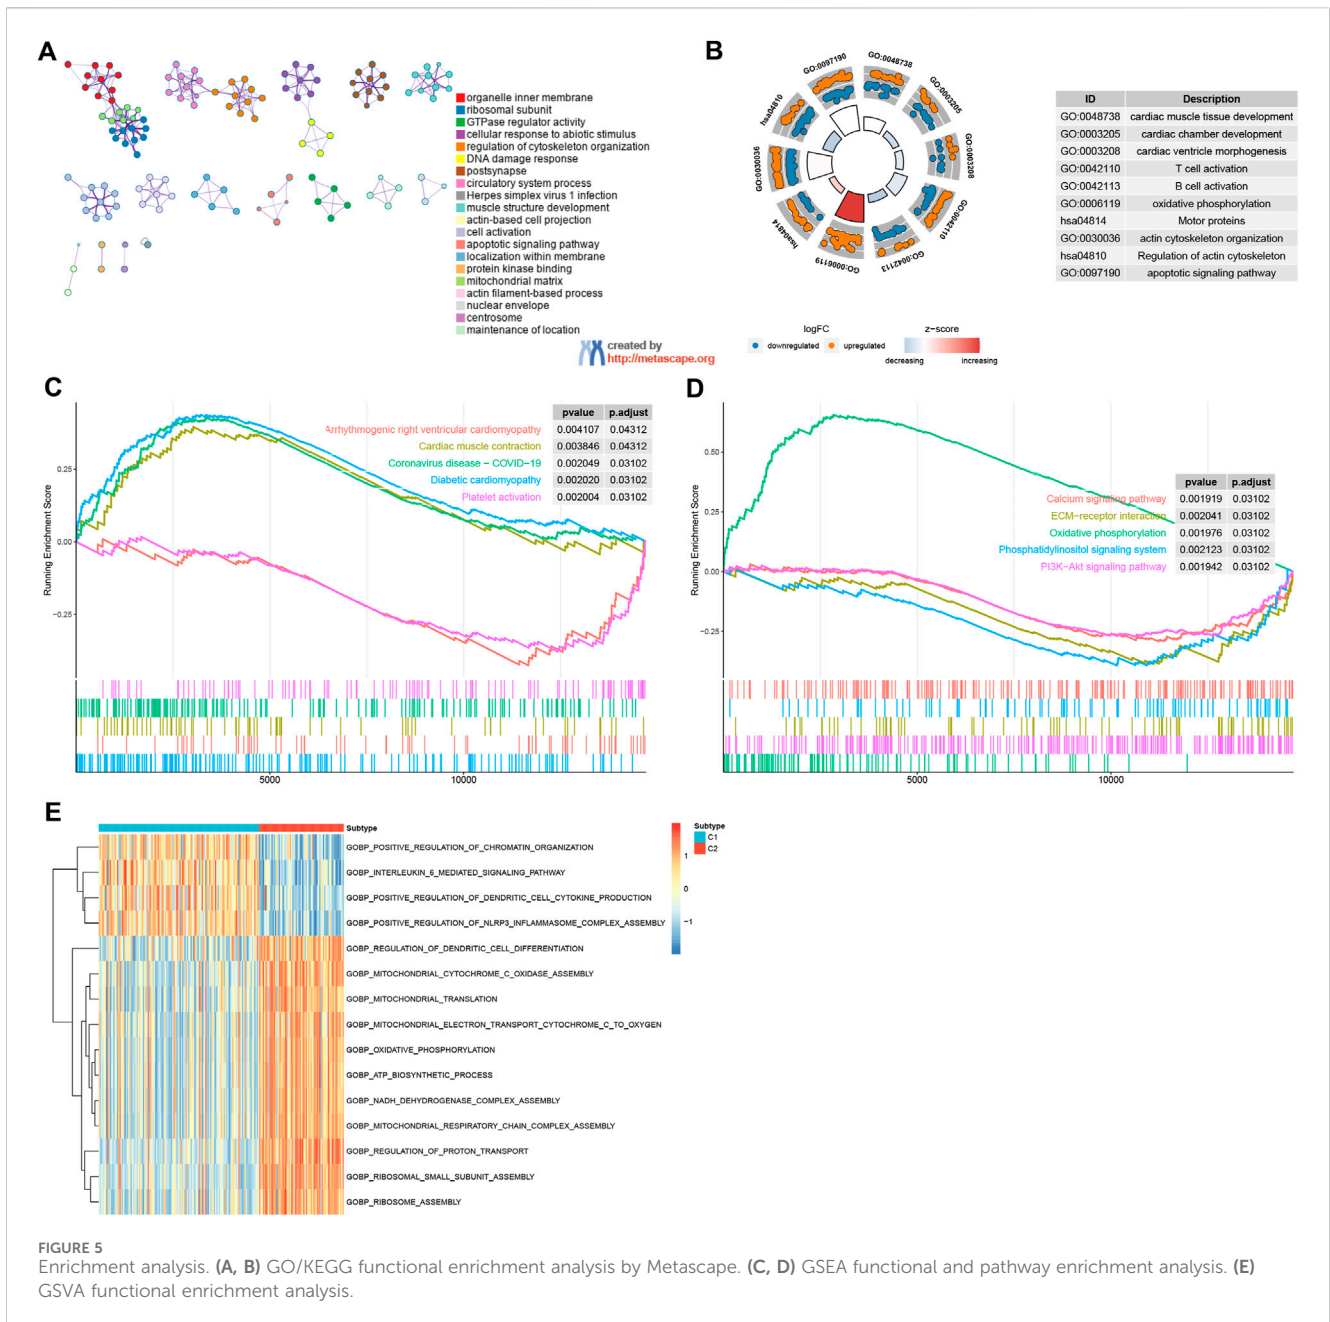 A
organelle inner membrane
ribosomal subunit
GTPase regulator activity
cellular response to abiotic stimulus
regulation of cytoskeleton organization
DNA damage response
postsynapse
circulatory system process
Herpes simplex virus 1 infection
muscle structure development
actin-based cell projection
cell activation
apoptotic signaling pathway
localization within membrane
protein kinase binding
mitochondrial matrix
actin filament-based process
nuclear envelope
centrosome
maintenance of location
created by
http://metascape.org
B
GO:0048738
GO:0003205
GO:0003208
GO:0042110
GO:0042113
GO:0006119
hsa04814
GO:0030036
hsa04810
GO:0097190
logFC
downregulated upregulated
z-score
decreasing increasing
ID Description
GO:0048738 cardiac muscle tissue development
GO:0003205 cardiac chamber development
GO:0003208 cardiac ventricle morphogenesis
GO:0042110 T cell activation
GO:0042113 B cell activation
GO:0006119 oxidative phosphorylation
hsa04814 Motor proteins
GO:0030036 actin cytoskeleton organization
hsa04810 Regulation of actin cytoskeleton
GO:0097190 apoptotic signaling pathway
C
Running Enrichment Score
0.25
0.00
−0.25
pvalue p.adjust
Arrhythmogenic right ventricular cardiomyopathy 0.004107 0.04312
Cardiac muscle contraction 0.003846 0.04312
Coronavirus disease − COVID−19 0.002049 0.03102
Diabetic cardiomyopathy 0.002020 0.03102
Platelet activation 0.002004 0.03102
5000 10000
D
Running Enrichment Score
0.50
0.25
0.00
−0.25
pvalue p.adjust
Calcium signaling pathway 0.001919 0.03102
ECM−receptor interaction 0.002041 0.03102
Oxidative phosphorylation 0.001976 0.03102
Phosphatidylinositol signaling system 0.002123 0.03102
PI3K−Akt signaling pathway 0.001942 0.03102
5000 10000
E
Subtype
GOBP_POSITIVE_REGULATION_OF_CHROMATIN_ORGANIZATION
GOBP_INTERLEUKIN_6_MEDIATED_SIGNALING_PATHWAY
GOBP_POSITIVE_REGULATION_OF_DENDRITIC_CELL_CYTOKINE_PRODUCTION
GOBP_POSITIVE_REGULATION_OF_NLRP3_INFLAMMASOME_COMPLEX_ASSEMBLY
GOBP_REGULATION_OF_DENDRITIC_CELL_DIFFERENTIATION
GOBP_MITOCHONDRIAL_CYTOCHROME_C_OXIDASE_ASSEMBLY
GOBP_MITOCHONDRIAL_TRANSLATION
GOBP_MITOCHONDRIAL_ELECTRON_TRANSPORT_CYTOCHROME_C_TO_OXYGEN
GOBP_OXIDATIVE_PHOSPHORYLATION
GOBP_ATP_BIOSYNTHETIC_PROCESS
GOBP_NADH_DEHYDROGENASE_COMPLEX_ASSEMBLY
GOBP_MITOCHONDRIAL_RESPIRATORY_CHAIN_COMPLEX_ASSEMBLY
GOBP_REGULATION_OF_PROTON_TRANSPORT
GOBP_RIBOSOMAL_SMALL_SUBUNIT_ASSEMBLY
GOBP_RIBOSOME_ASSEMBLY
1
0
−1
Subtype
C1
C2
FIGURE 5
Enrichment analysis. (A, B) GO/KEGG functional enrichment analysis by Metascape. (C, D) GSEA functional and pathway enrichment analysis. (E)
GSVA functional enrichment analysis.